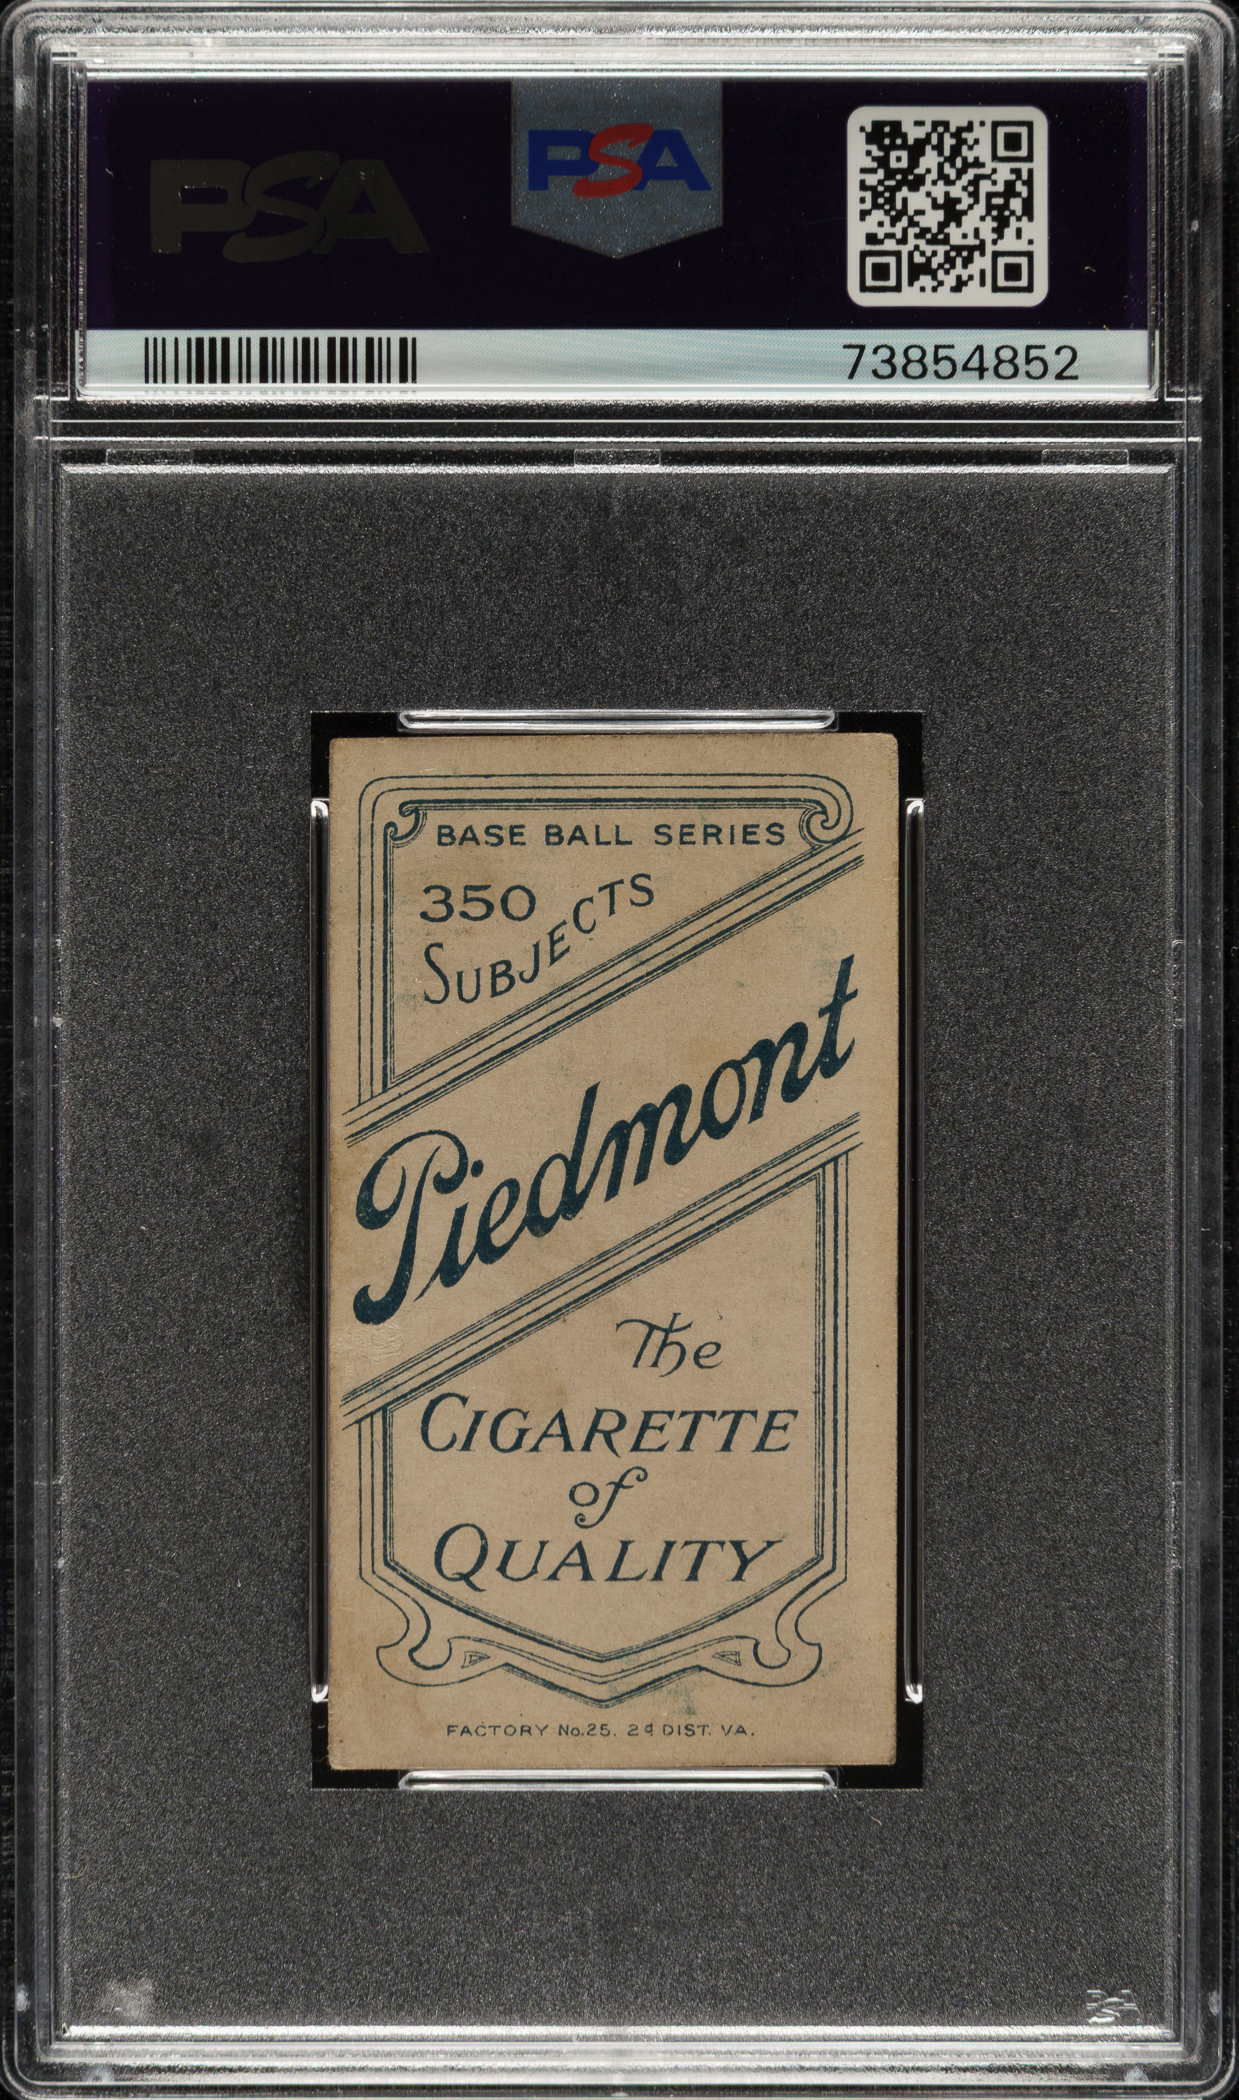 PSA
PSA
73854852
BASE BALL SERIES
350
SUBJECTS
Piedmont
The
CIGARETTE
of
QUALITY
FACTORY No. 25, 2d DIST. VA.
PSA